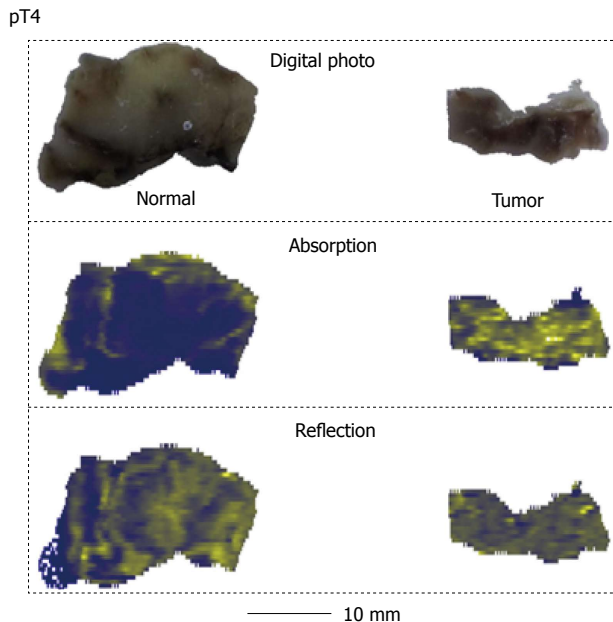 pT4
Digital photo
Normal
Tumor
Absorption
Reflection
10 mm